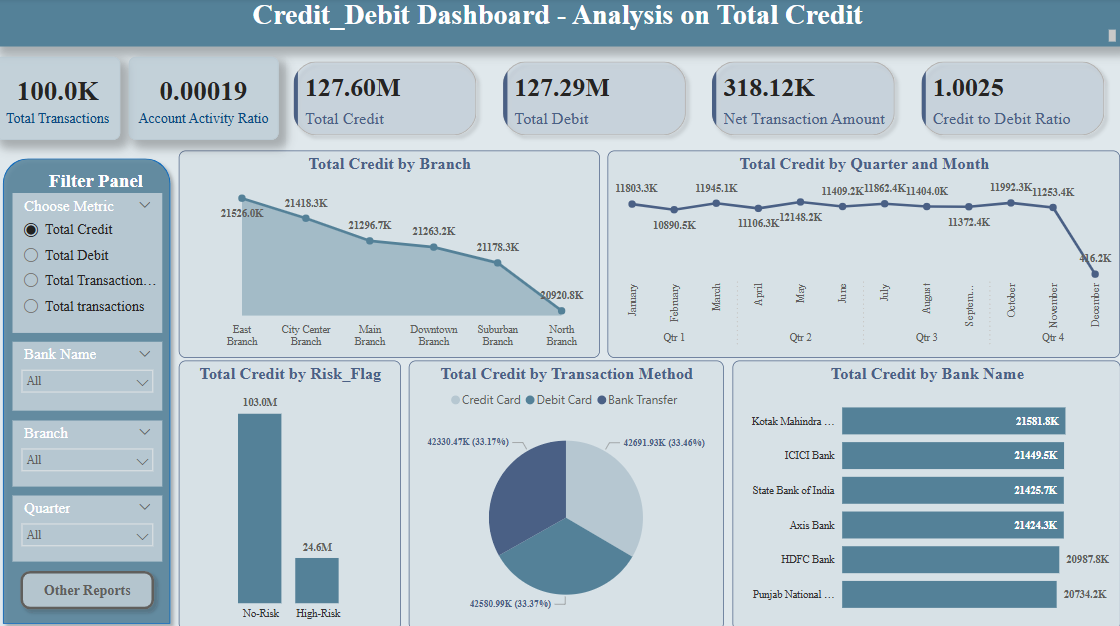 Credit_Debit Dashboard - Analysis on Total Credit
100.0K
Total Transactions
0.00019
Account Activity Ratio
127.60M
Total Credit
127.29M
Total Debit
318.12K
Net Transaction Amount
1.0025
Credit to Debit Ratio
Filter Panel
Choose Metric
Total Credit
Total Debit
Total Transaction...
Total transactions
Bank Name
All
Branch
All
Quarter
All
Other Reports
Total Credit by Branch
21526.0K
21418.3K
21296.7K
21263.2K
21178.3K
20920.8K
East
Branch
City Center
Branch
Main
Branch
Downtown
Branch
Suburban
Branch
North
Branch
Total Credit by Quarter and Month
11803.3K
10890.5K
11945.1K
11106.3K
12148.2K
11409.2K
11862.4K
11404.0K
11372.4K
11992.3K
11253.4K
416.2K
January
February
March
April
May
June
July
August
Septem...
October
November
December
Qtr 1
Qtr 2
Qtr 3
Qtr 4
Total Credit by Risk_Flag
103.0M
24.6M
No-Risk
High-Risk
Total Credit by Transaction Method
Credit Card
Debit Card
Bank Transfer
42330.47K (33.17%)
42691.93K (33.46%)
42580.99K (33.37%)
Total Credit by Bank Name
Kotak Mahindra ...
21581.8K
ICICI Bank
21449.5K
State Bank of India
21425.7K
Axis Bank
21424.3K
HDFC Bank
20987.8K
Punjab National ...
20734.2K